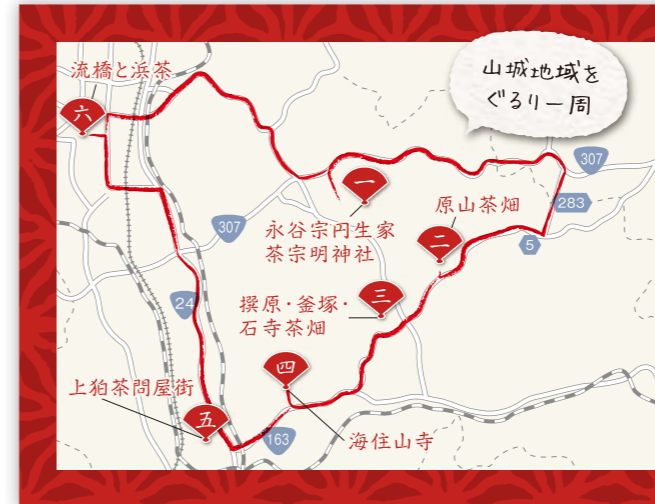 流橋と浜茶
六
山城地域を
ぐるり一周
307
一
永谷宗円生家
茶宗明神社
原山茶畑
二
283
5
307
三
撰原・釜塚・
石寺茶畑
24
四
上狛茶問屋街
五
163
海住山寺